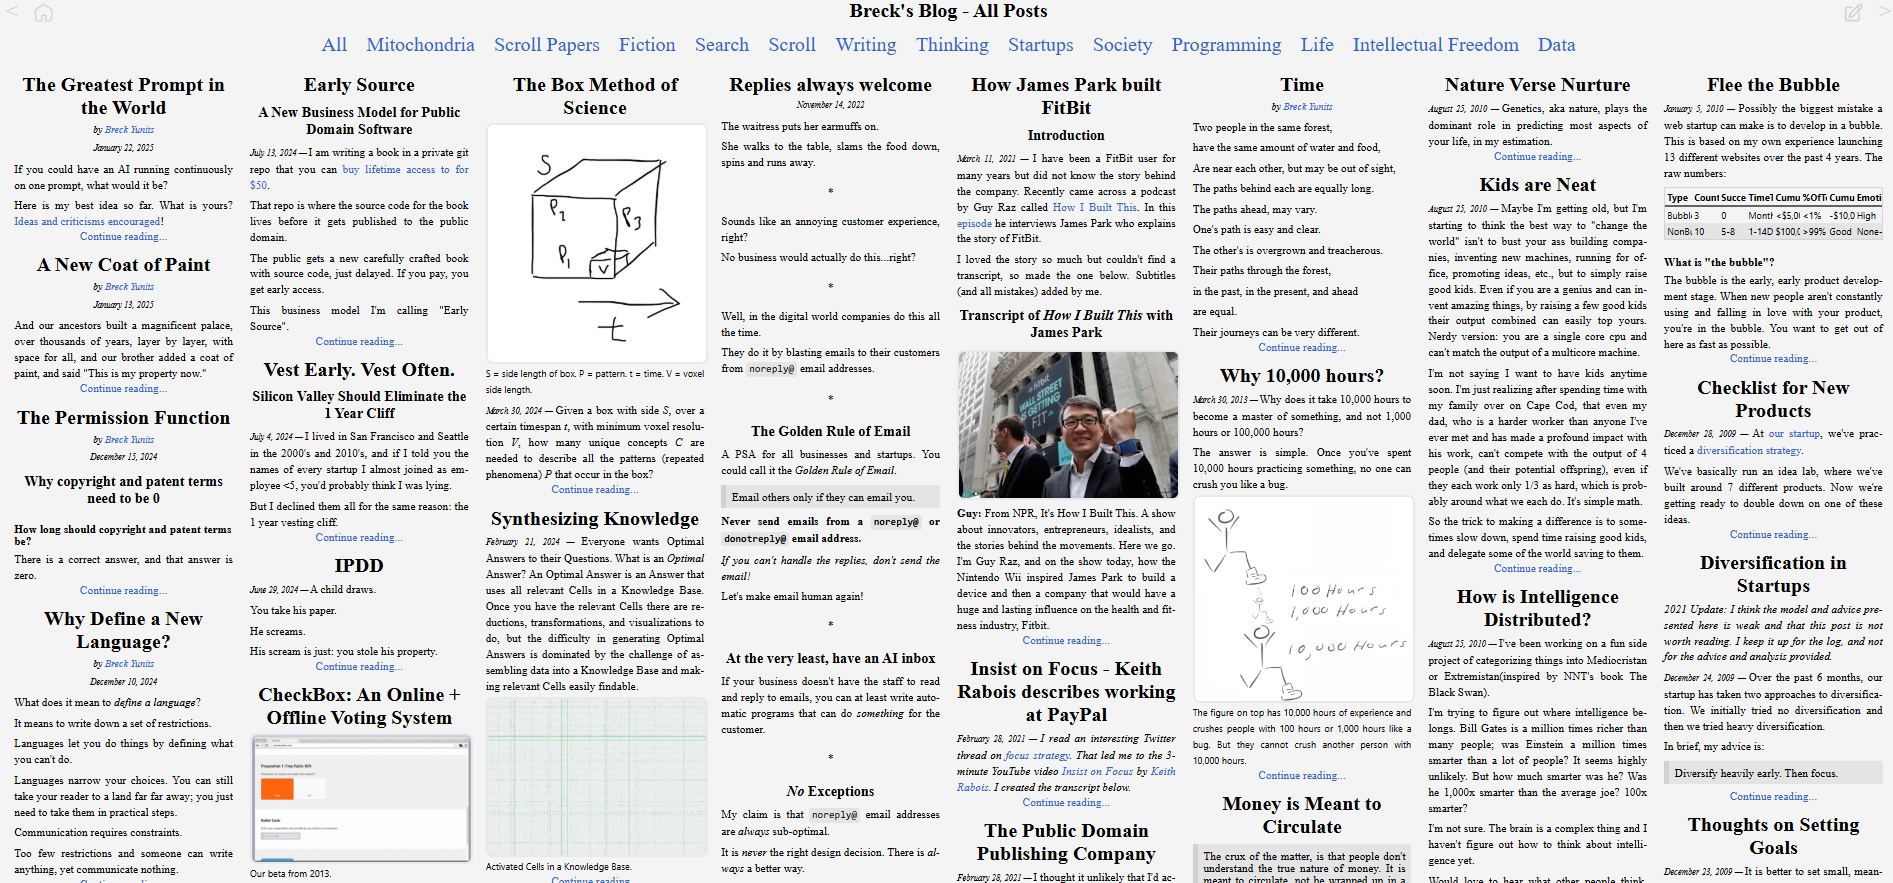 Breck's Blog - All Posts
All Mitochondria Scroll Papers Fiction Search Scroll Writing Thinking Startups Society Programming Life Intellectual Freedom Data
The Greatest Prompt in
the World
by Breck Yunits
January 22, 2025
If you could have an AI running continuously
on one prompt, what would it be?
Here is my best idea so far. What is yours?
Ideas and criticisms encouraged!
Continue reading...
A New Coat of Paint
by Breck Yunits
January 13, 2025
And our ancestors built a magnificent palace,
over thousands of years, layer by layer, with
space for all, and our brother added a coat of
paint, and said "This is my property now."
Continue reading...
The Permission Function
by Breck Yunits
December 15, 2024
Why copyright and patent terms
need to be 0
How long should copyright and patent terms
be?
There is a correct answer, and that answer is
zero.
Continue reading...
Why Define a New
Language?
by Breck Yunits
December 10, 2024
What does it mean to define a language?
It means to write down a set of restrictions.
Languages let you do things by defining what
you can't do.
Languages narrow your choices. You can still
take your reader to a land far far away; you just
need to take them in practical steps.
Communication requires constraints.
Too few restrictions and someone can write
anything, yet communicate nothing.
Early Source
A New Business Model for Public
Domain Software
July 13, 2024 — I am writing a book in a private git
repo that you can buy lifetime access to for
$50.
That repo is where the source code for the book
lives before it gets published to the public
domain.
The public gets a new carefully crafted book
with source code, just delayed. If you pay, you
get early access.
This business model I'm calling "Early
Source".
Continue reading...
Vest Early. Vest Often.
Silicon Valley Should Eliminate the
1 Year Cliff
July 4, 2024 — I lived in San Francisco and Seattle
in the 2000's and 2010's, and if I told you the
names of every startup I almost joined as em-
ployee <5, you'd probably think I was lying.
But I declined them all for the same reason: the
1 year vesting cliff.
Continue reading...
IPDD
June 29, 2024 — A child draws.
You take his paper.
He screams.
His scream is just: you stole his property.
Continue reading...
CheckBox: An Online +
Offline Voting System
Our beta from 2013.
The Box Method of
Science
S
P2
P3
P1
V
t
S = side length of box. P = pattern. t = time. V = voxel
side length.
March 30, 2024 — Given a box with side S, over a
certain timespan t, with minimum voxel resolu-
tion V, how many unique concepts C are
needed to describe all the patterns (repeated
phenomena) P that occur in the box?
Continue reading...
Synthesizing Knowledge
February 21, 2024 — Everyone wants Optimal
Answers to their Questions. What is an Optimal
Answer? An Optimal Answer is an Answer that
uses all relevant Cells in a Knowledge Base.
Once you have the relevant Cells there are re-
ductions, transformations, and visualizations to
do, but the difficulty in generating Optimal
Answers is dominated by the challenge of as-
sembling data into a Knowledge Base and mak-
ing relevant Cells easily findable.
Activated Cells in a Knowledge Base.
Continue reading...
Replies always welcome
November 14, 2022
The waitress puts her earmuffs on.
She walks to the table, slams the food down,
spins and runs away.
*
Sounds like an annoying customer experience,
right?
No business would actually do this...right?
*
Well, in the digital world companies do this all
the time.
They do it by blasting emails to their customers
from noreply@ email addresses.
*
The Golden Rule of Email
A PSA for all businesses and startups. You
could call it the Golden Rule of Email.
Email others only if they can email you.
Never send emails from a noreply@ or
donotreply@ email address.
If you can't handle the replies, don't send the
email!
Let's make email human again!
*
At the very least, have an AI inbox
If your business doesn't have the staff to read
and reply to emails, you can at least write auto-
matic programs that can do something for the
customer.
*
No Exceptions
My claim is that noreply@ email addresses
are always sub-optimal.
It is never the right design decision. There is al-
ways a better way.
How James Park built
FitBit
Introduction
March 11, 2021 — I have been a FitBit user for
many years but did not know the story behind
the company. Recently came across a podcast
by Guy Raz called How I Built This. In this
episode he interviews James Park who explains
the story of FitBit.
I loved the story so much but couldn't find a
transcript, so made the one below. Subtitles
(and all mistakes) added by me.
Transcript of How I Built This with
James Park
fitbit
WALL STREET
IS GETTING
FIT
Guy: From NPR, It's How I Built This. A show
about innovators, entrepreneurs, idealists, and
the stories behind the movements. Here we go.
I'm Guy Raz, and on the show today, how the
Nintendo Wii inspired James Park to build a
device and then a company that would have a
huge and lasting influence on the health and fit-
ness industry, Fitbit.
Continue reading...
Insist on Focus - Keith
Rabois describes working
at PayPal
February 28, 2021 — I read an interesting Twitter
thread on focus strategy. That led me to the 3-
minute YouTube video Insist on Focus by Keith
Rabois. I created the transcript below.
Continue reading...
The Public Domain
Publishing Company
February 28, 2021 — I thought it unlikely that I'd ac-
Time
by Breck Yunits
Two people in the same forest,
have the same amount of water and food,
Are near each other, but may be out of sight,
The paths behind each are equally long.
The paths ahead, may vary.
One's path is easy and clear.
The other's is overgrown and treacherous.
Their paths through the forest,
in the past, in the present, and ahead
are equal.
Their journeys can be very different.
Continue reading...
Why 10,000 hours?
March 30, 2013 — Why does it take 10,000 hours to
become a master of something, and not 1,000
hours or 100,000 hours?
The answer is simple. Once you've spent
10,000 hours practicing something, no one can
crush you like a bug.
100 Hours
1,000 Hours
10,000 Hours
The figure on top has 10,000 hours of experience and
crushes people with 100 hours or 1,000 hours like a
bug. But they cannot crush another person with
10,000 hours.
Continue reading...
Money is Meant to
Circulate
The crux of the matter, is that people don't
understand the true nature of money. It is
meant to circulate, not be wrapped up in a
Nature Verse Nurture
August 25, 2010 — Genetics, aka nature, plays the
dominant role in predicting most aspects of
your life, in my estimation.
Continue reading...
Kids are Neat
August 25, 2010 — Maybe I'm getting old, but I'm
starting to think the best way to "change the
world" isn't to bust your ass building compa-
nies, inventing new machines, running for of-
fice, promoting ideas, etc., but to simply raise
good kids. Even if you are a genius and can in-
vent amazing things, by raising a few good kids
their output combined can easily top yours.
Nerdy version: you are a single core cpu and
can't match the output of a multicore machine.
I'm not saying I want to have kids anytime
soon. I'm just realizing after spending time with
my family over on Cape Cod, that even my
dad, who is a harder worker than anyone I've
ever met and has made a profound impact with
his work, can't compete with the output of 4
people (and their potential offspring), even if
they each work only 1/3 as hard, which is prob-
ably around what we each do. It's simple math.
So the trick to making a difference is to some-
times slow down, spend time raising good kids,
and delegate some of the world saving to them.
Continue reading...
How is Intelligence
Distributed?
August 25, 2010 — I've been working on a fun side
project of categorizing things into Mediocristan
or Extremistan(inspired by NNT's book The
Black Swan).
I'm trying to figure out where intelligence be-
longs. Bill Gates is a million times richer than
many people; was Einstein a million times
smarter than a lot of people? It seems highly
unlikely. But how much smarter was he? Was
he 1,000x smarter than the average joe? 100x
smarter?
I'm not sure. The brain is a complex thing and I
haven't figure out how to think about intelli-
gence yet.
Would love to hear what other people think.
Flee the Bubble
January 5, 2010 — Possibly the biggest mistake a
web startup can make is to develop in a bubble.
This is based on my own experience launching
13 different websites over the past 4 years. The
raw numbers:
Type Count Succe TimeT Cumu %OfTi Cumu Emoti
Bubbl 3 0 Month <$5,0( <1% -$10,0 High
NonBu 10 5-8 1-14D $100,( >99% Good None-
What is "the bubble"?
The bubble is the early, early product develop-
ment stage. When new people aren't constantly
using and falling in love with your product,
you're in the bubble. You want to get out of
here as fast as possible.
Continue reading...
Checklist for New
Products
December 28, 2009 — At our startup, we've prac-
ticed a diversification strategy.
We've basically run an idea lab, where we've
built around 7 different products. Now we're
getting ready to double down on one of these
ideas.
Continue reading...
Diversification in
Startups
2021 Update: I think the model and advice pre-
sented here is weak and that this post is not
worth reading. I keep it up for the log, and not
for the advice and analysis provided.
December 24, 2009 — Over the past 6 months, our
startup has taken two approaches to diversifica-
tion. We initially tried no diversification and
then we tried heavy diversification.
In brief, my advice is:
Diversify heavily early. Then focus.
Continue reading...
Thoughts on Setting
Goals
December 23, 2009 — It is better to set small, mean-